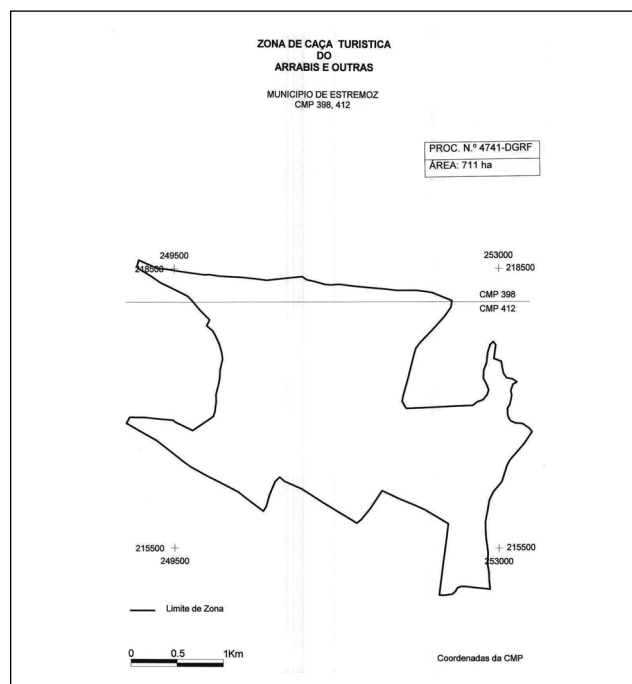 ZONA DE CAÇA TURISTICA
DO
ARRABIS E OUTRAS
MUNICIPIO DE ESTREMOZ
CMP 398, 412
PROC. N.º 4741-DGRF
ÁREA: 711 ha
249500
218500
253000
218500
CMP 398
CMP 412
215500
249500
215500
253000
Limite de Zona
0 0.5 1Km
Coordenadas da CMP